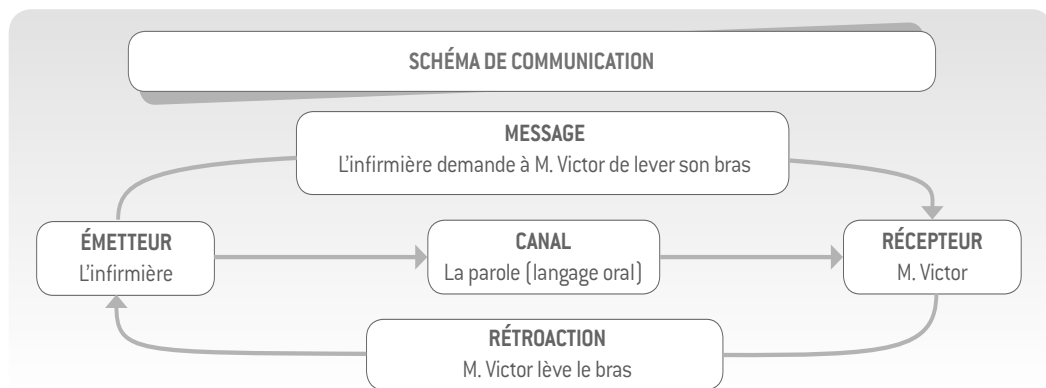 SCHÉMA DE COMMUNICATION
MESSAGE
L'infirmière demande à M. Victor de lever son bras
ÉMETTEUR
L'infirmière
CANAL
La parole (langage oral)
RÉCEPTEUR
M. Victor
RÉTROACTION
M. Victor lève le bras